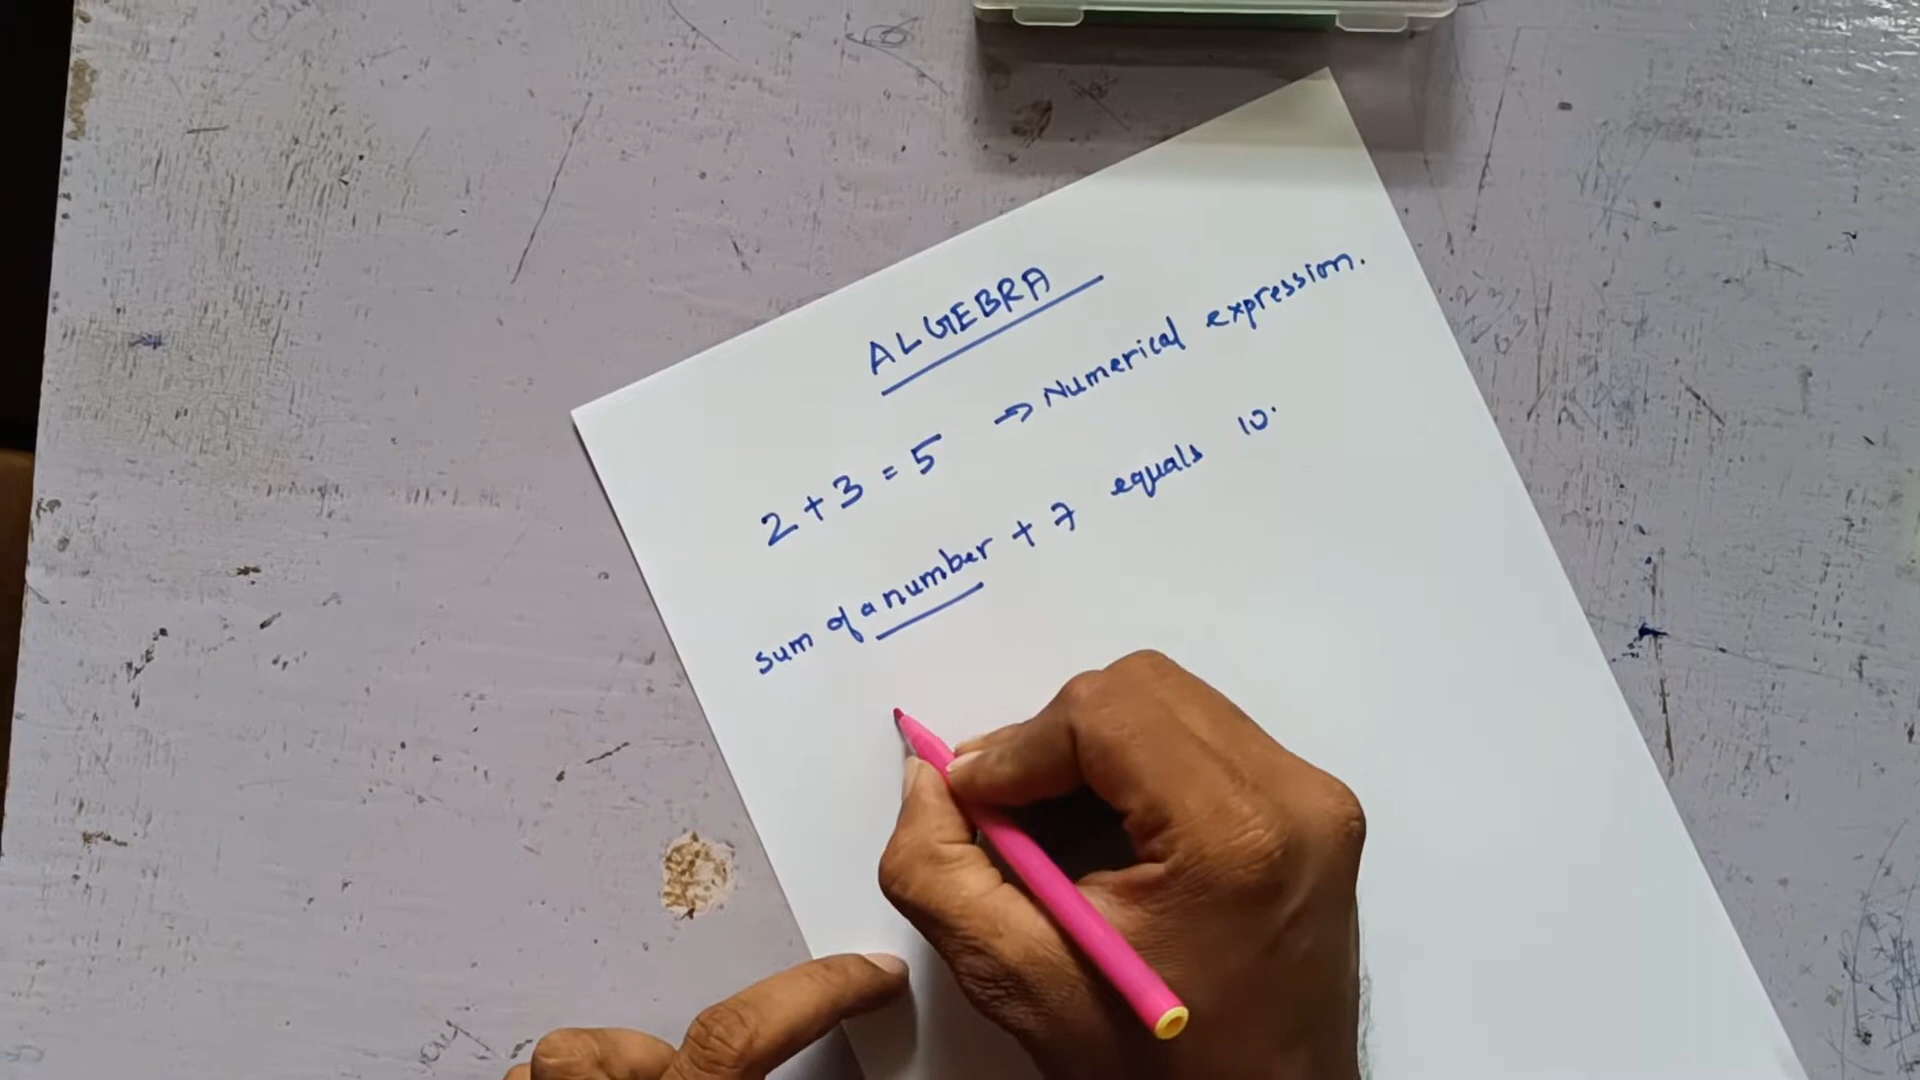 ALGEBRA
2+3=5 → Numerical expression.
sum of a number + 7 equals 10.